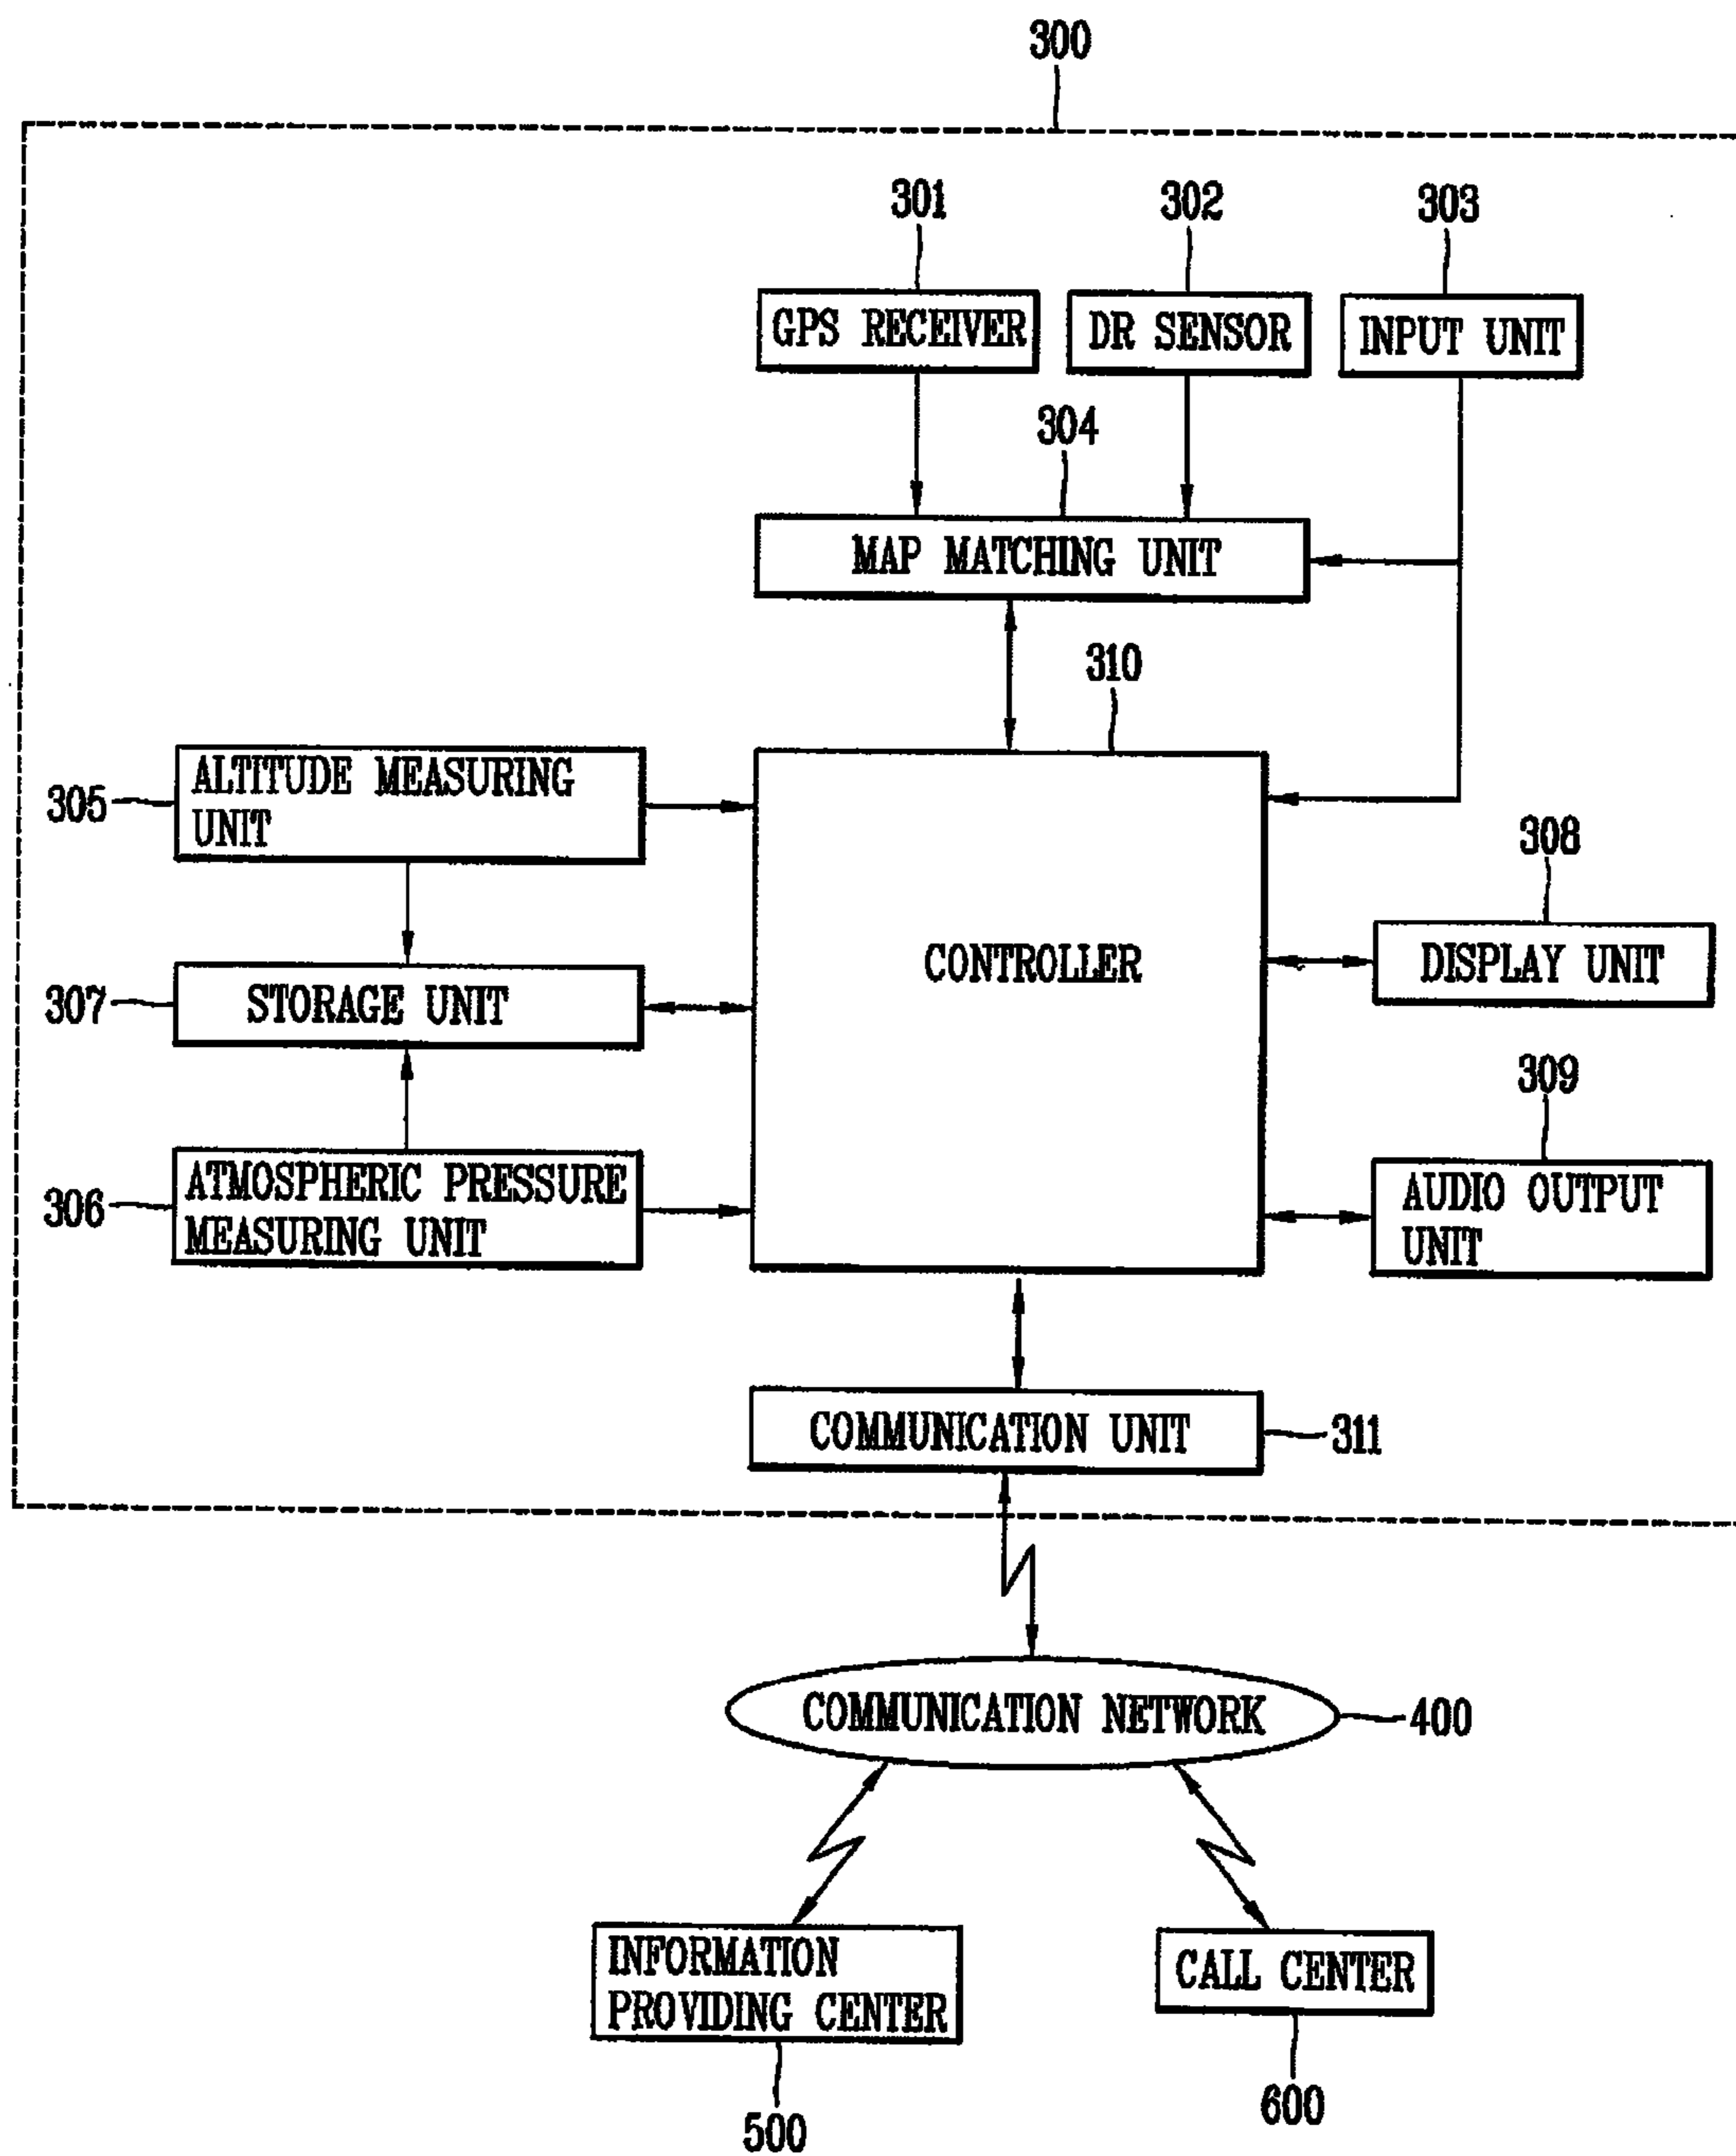 300
301
302
303
GPS RECEIVER
DR SENSOR
INPUT UNIT
304
MAP MATCHING UNIT
310
305
ALTITUDE MEASURING
UNIT
308
CONTROLLER
DISPLAY UNIT
307
STORAGE UNIT
309
306
ATMOSPHERIC PRESSURE
MEASURING UNIT
AUDIO OUTPUT
UNIT
COMMUNICATION UNIT
311
COMMUNICATION NETWORK
400
INFORMATION
PROVIDING CENTER
CALL CENTER
500
600